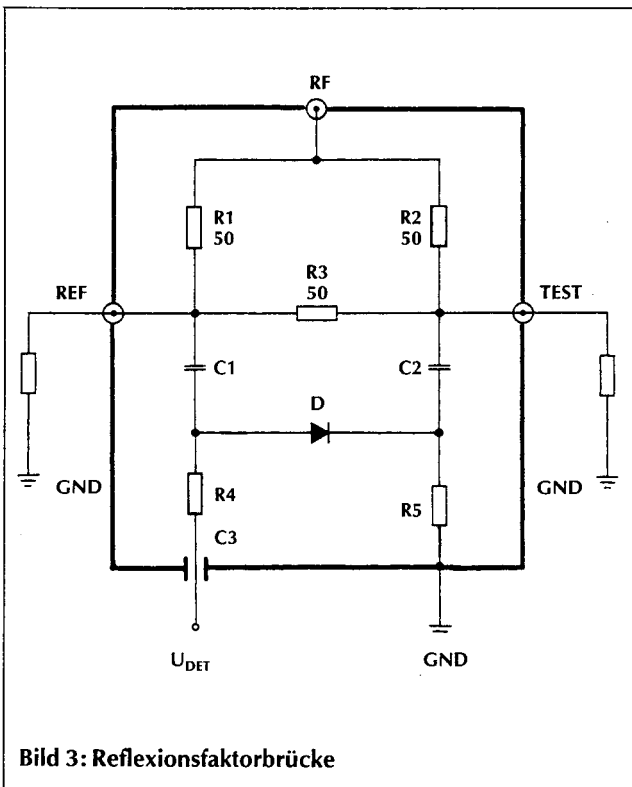 RF
R1
50
R2
50
R3
50
REF
TEST
C1
C2
D
R4
R5
GND
GND
C3
U_DET
GND
Bild 3: Reflexionsfaktorbrücke